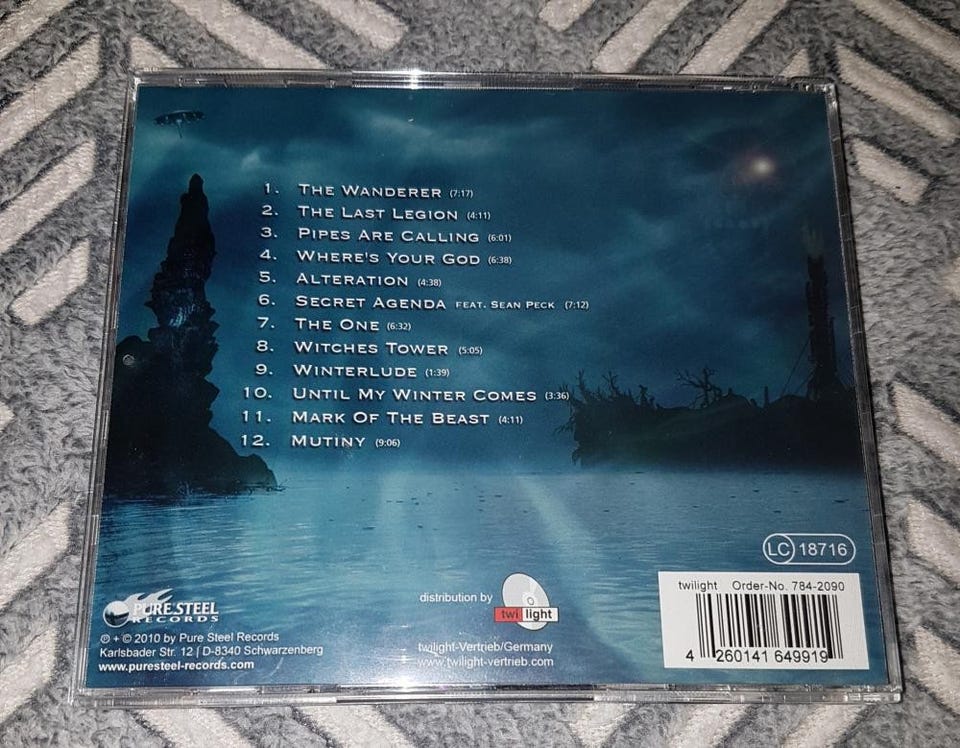 1. The Wanderer (7:17)
2. The Last Legion (4:11)
3. Pipes Are Calling (6:01)
4. Where's Your God (6:38)
5. Alteration (4:38)
6. Secret Agenda feat. Sean Peck (7:12)
7. The One (6:32)
8. Witches Tower (5:05)
9. Winterlude (1:39)
10. Until My Winter Comes (3:36)
11. Mark Of The Beast (4:11)
12. Mutiny (9:06)
LC 18716
PURE STEEL
RECORDS
℗ + © 2010 by Pure Steel Records
Karlsbader Str. 12 | D-8340 Schwarzenberg
www.puresteel-records.com
distribution by
twilight
twilight-Vertrieb/Germany
www.twilight-vertrieb.com
twilight Order-No. 784-2090
4 260141 649919